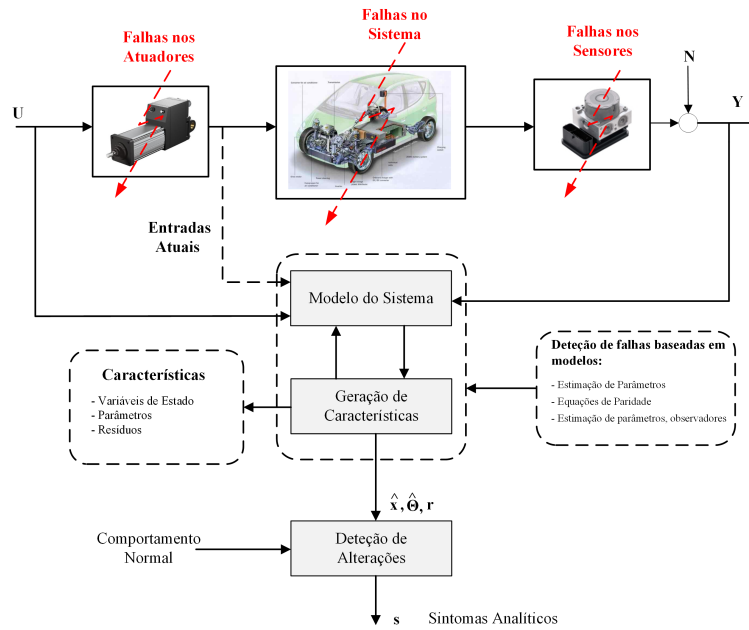 Falhas nos
Atuadores
Falhas no
Sistema
Falhas nos
Sensores
N
U
Y
Entradas
Atuais
Modelo do Sistema
Características
- Variáveis de Estado
- Parâmetros
- Resíduos
Geração de
Características
Deteção de falhas baseadas em
modelos:
- Estimação de Parâmetros
- Equações de Paridade
- Estimação de parâmetros, observadores
x̂, Θ̂, r
Comportamento
Normal
Deteção de
Alterações
s Sintomas Analíticos